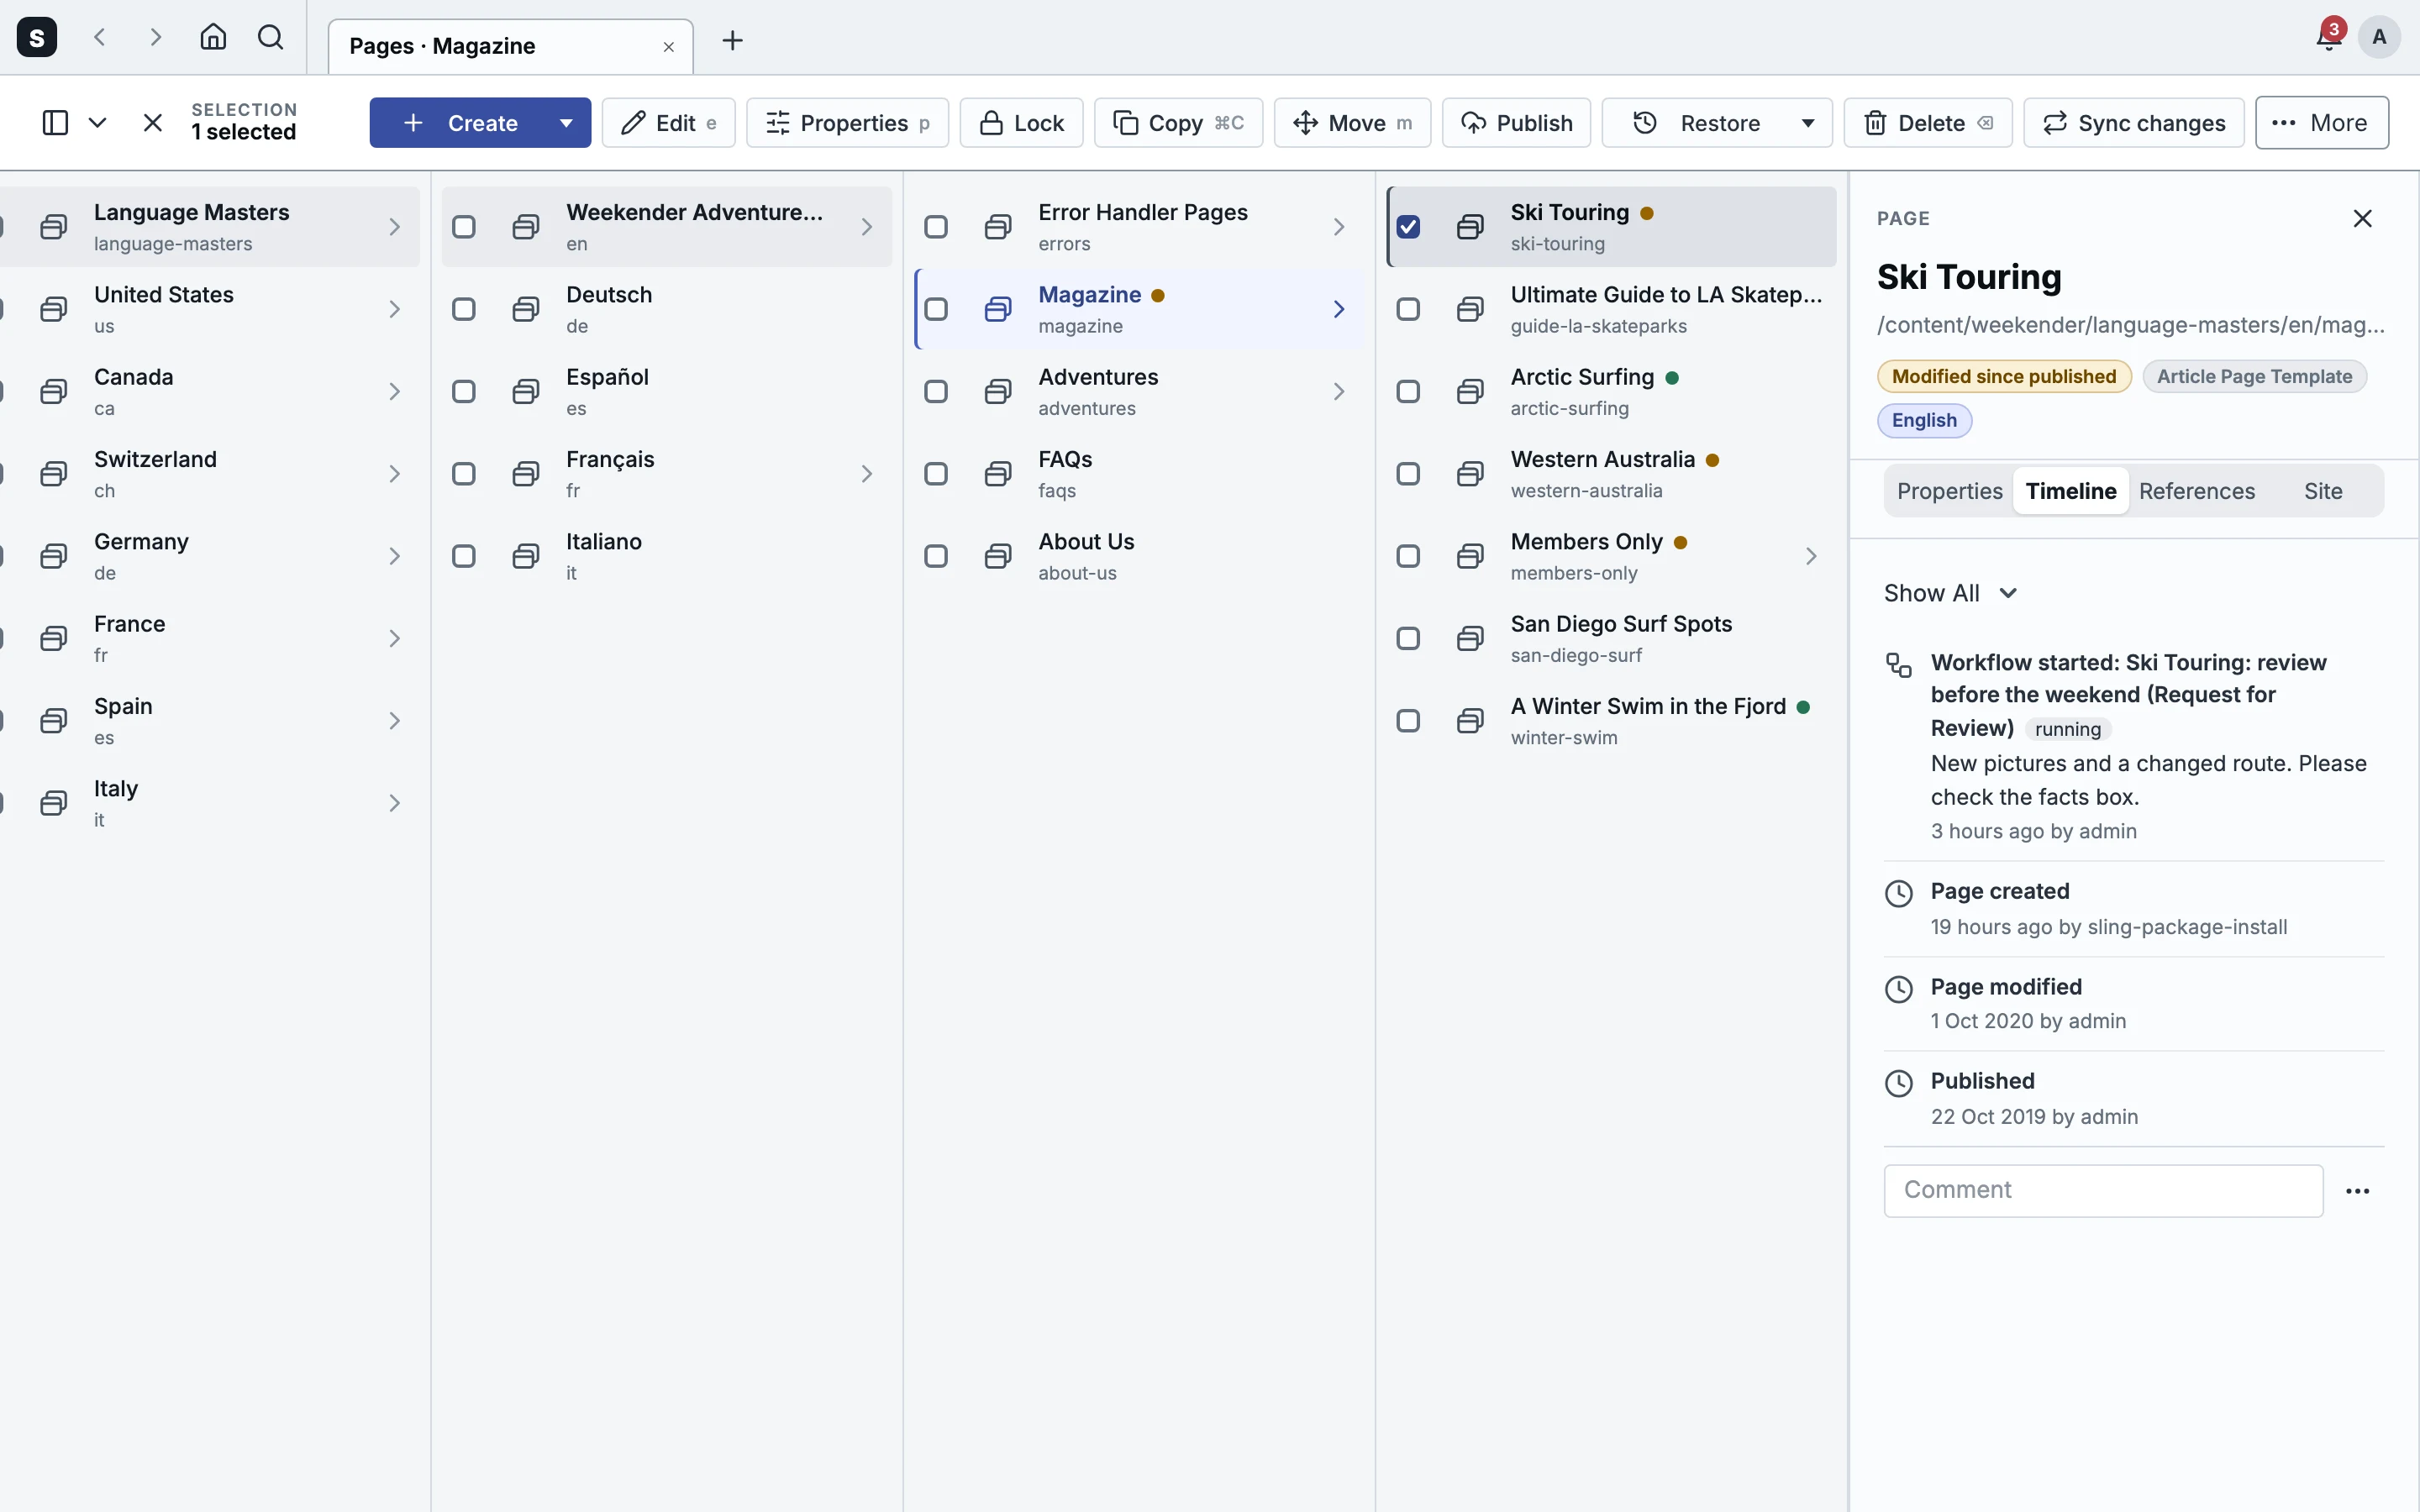 S
Pages · Magazine
3
A
SELECTION
1 selected
Create
Edit e
Properties p
Lock
Copy ⌘C
Move m
Publish
Restore
Delete ⌫
Sync changes
More
Language Masters
language-masters
United States
us
Canada
ca
Switzerland
ch
Germany
de
France
fr
Spain
es
Italy
it
Weekender Adventure...
en
Deutsch
de
Español
es
Français
fr
Italiano
it
Error Handler Pages
errors
Magazine
magazine
Adventures
adventures
FAQs
faqs
About Us
about-us
Ski Touring
ski-touring
Ultimate Guide to LA Skatep...
guide-la-skateparks
Arctic Surfing
arctic-surfing
Western Australia
western-australia
Members Only
members-only
San Diego Surf Spots
san-diego-surf
A Winter Swim in the Fjord
winter-swim
PAGE
Ski Touring
/content/weekender/language-masters/en/mag...
Modified since published
Article Page Template
English
Properties
Timeline
References
Site
Show All
Workflow started: Ski Touring: review
before the weekend (Request for
Review) running
New pictures and a changed route. Please
check the facts box.
3 hours ago by admin
Page created
19 hours ago by sling-package-install
Page modified
1 Oct 2020 by admin
Published
22 Oct 2019 by admin
Comment